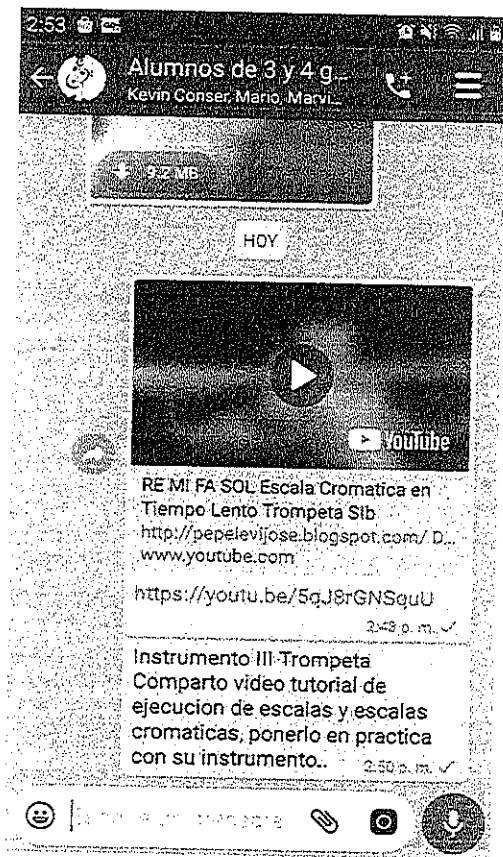 2:53
Alumnos de 3 y 4 g...
Kevin Conser, Mario, Marvi...
9.2 MB
HOY
YouTube
RE MI FA SOL Escala Cromatica en
Tiempo Lento Trompeta Sib
http://pepelevijose.blogspot.com/ D...
www.youtube.com
https://youtu.be/5qJ8rGNSquU
2:49 p. m.
Instrumento III Trompeta
Comparto video tutorial de
ejecucion de escalas y escalas
cromaticas, ponerlo en practica
con su instrumento..
2:50 p. m.